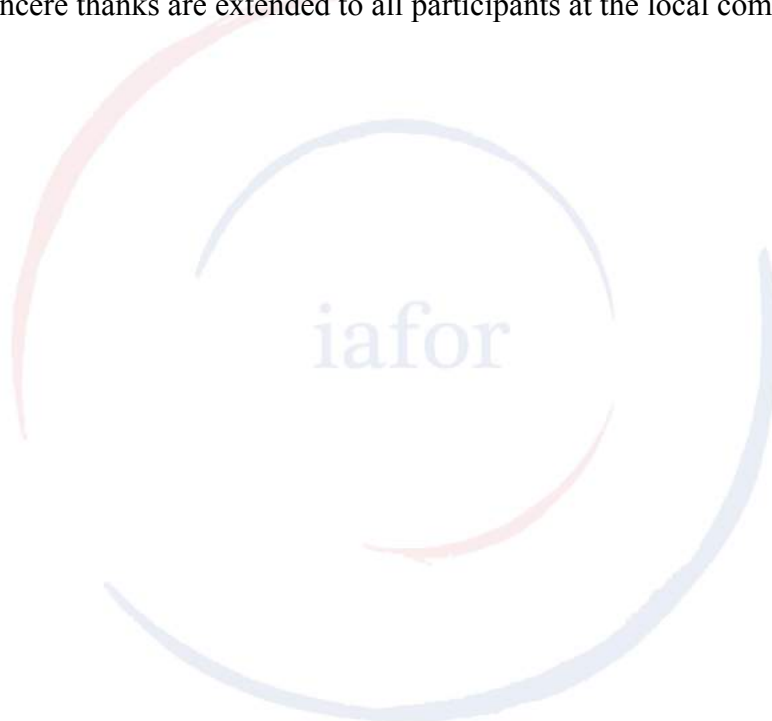 ncere thanks are extended to all participants at the local com
iafor